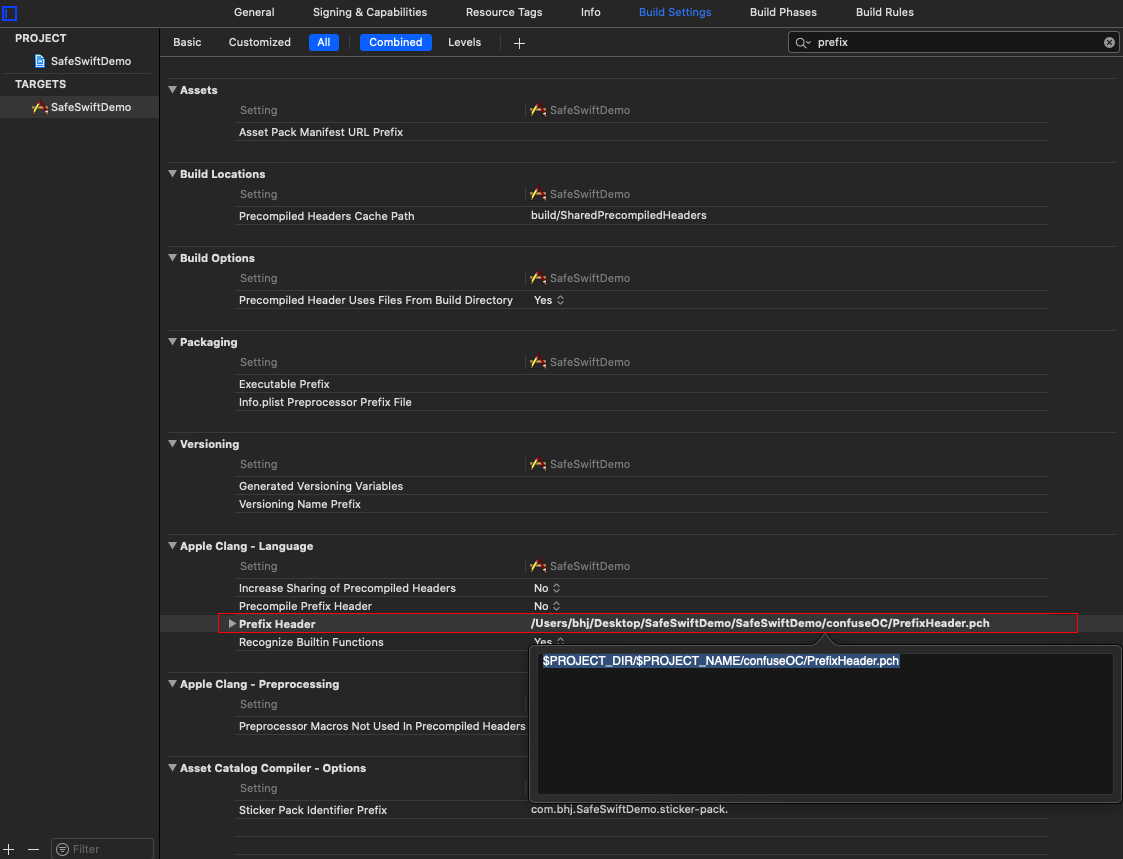 General Signing & Capabilities Resource Tags Info Build Settings Build Phases Build Rules
PROJECT
SafeSwiftDemo
TARGETS
SafeSwiftDemo
Basic Customized All Combined Levels + prefix
Assets
Setting SafeSwiftDemo
Asset Pack Manifest URL Prefix
Build Locations
Setting SafeSwiftDemo
Precompiled Headers Cache Path build/SharedPrecompiledHeaders
Build Options
Setting SafeSwiftDemo
Precompiled Header Uses Files From Build Directory Yes
Packaging
Setting SafeSwiftDemo
Executable Prefix
Info.plist Preprocessor Prefix File
Versioning
Setting SafeSwiftDemo
Generated Versioning Variables
Versioning Name Prefix
Apple Clang - Language
Setting SafeSwiftDemo
Increase Sharing of Precompiled Headers No
Precompile Prefix Header No
Prefix Header /Users/bhj/Desktop/SafeSwiftDemo/SafeSwiftDemo/confuseOC/PrefixHeader.pch
Recognize Builtin Functions Yes
$PROJECT_DIR/$PROJECT_NAME/confuseOC/PrefixHeader.pch
Apple Clang - Preprocessing
Setting
Preprocessor Macros Not Used In Precompiled Headers
Asset Catalog Compiler - Options
Setting
Sticker Pack Identifier Prefix com.bhj.SafeSwiftDemo.sticker-pack.
+ — Filter